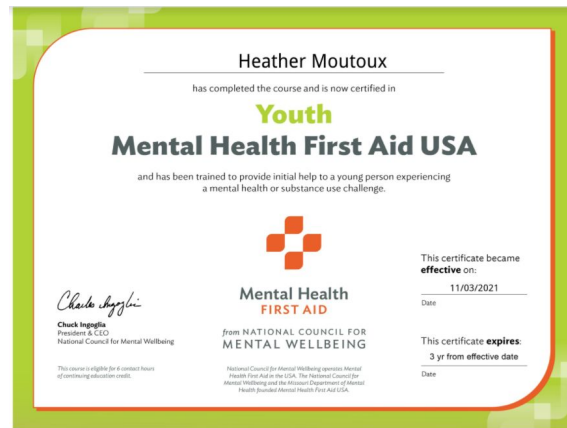 Heather Moutoux
has completed the course and is now certified in
Youth
Mental Health First Aid USA
and has been trained to provide initial help to a young person experiencing
a mental health or substance use challenge.
Mental Health
FIRST AID
from NATIONAL COUNCIL FOR
MENTAL WELLBEING
National Council for Mental Wellbeing operates Mental
Health First Aid in the USA. The National Council for
Mental Wellbeing and the Missouri Department of Mental
Health founded Mental Health First Aid USA.
Charles Ingoglia
Chuck Ingoglia
President & CEO
National Council for Mental Wellbeing
This course is eligible for 6 contact hours
of continuing education credit.
This certificate became
effective on:
11/03/2021
Date
This certificate expires:
3 yr from effective date
Date